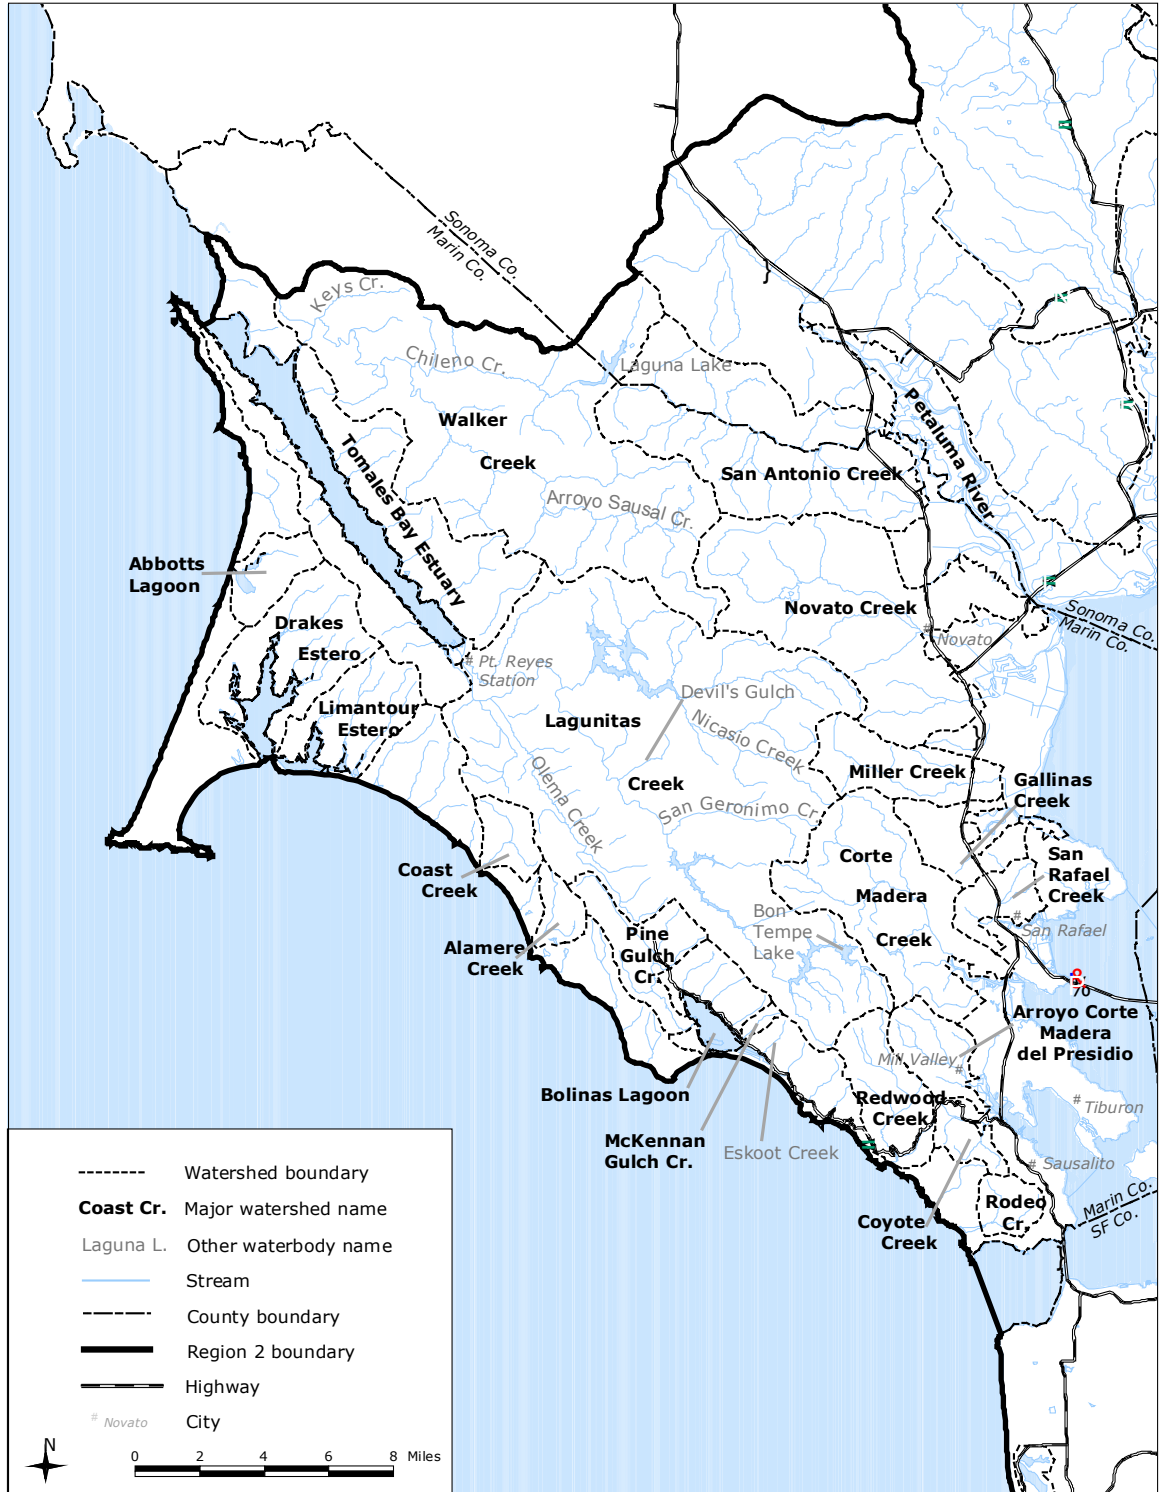 Sonoma Co.
Marin Co.
Keys Cr.
Chileno Cr.
Laguna Lake
Walker
Creek
Petaluma River
San Antonio Creek
Tomales Bay Estuary
Arroyo Sausal Cr.
Abbotts
Lagoon
Novato Creek
Sonoma Co.
Marin Co.
# Novato
Drakes
Estero
# Pt. Reyes
Station
Devil's Gulch
Limantour
Estero
Lagunitas
Creek
Nicasio Creek
Miller Creek
Olema Creek
San Geronimo Cr.
Gallinas
Creek
Corte
Madera
Creek
San
Rafael
Creek
Coast
Creek
Bon
Tempe
Lake
#
San Rafael
Pine
Gulch
Cr.
Alamere
Creek
70
Arroyo Corte
Madera
del Presidio
Mill Valley
#
Bolinas Lagoon
Redwood
Creek
#
Tiburon
McKennan
Gulch Cr.
Eskoot Creek
# Sausalito
Rodeo
Cr.
Marin Co.
SF Co.
Coyote
Creek
Watershed boundary
Coast Cr. Major watershed name
Laguna L. Other waterbody name
Stream
County boundary
Region 2 boundary
Highway
# Novato City
N
0 2 4 6 8 Miles